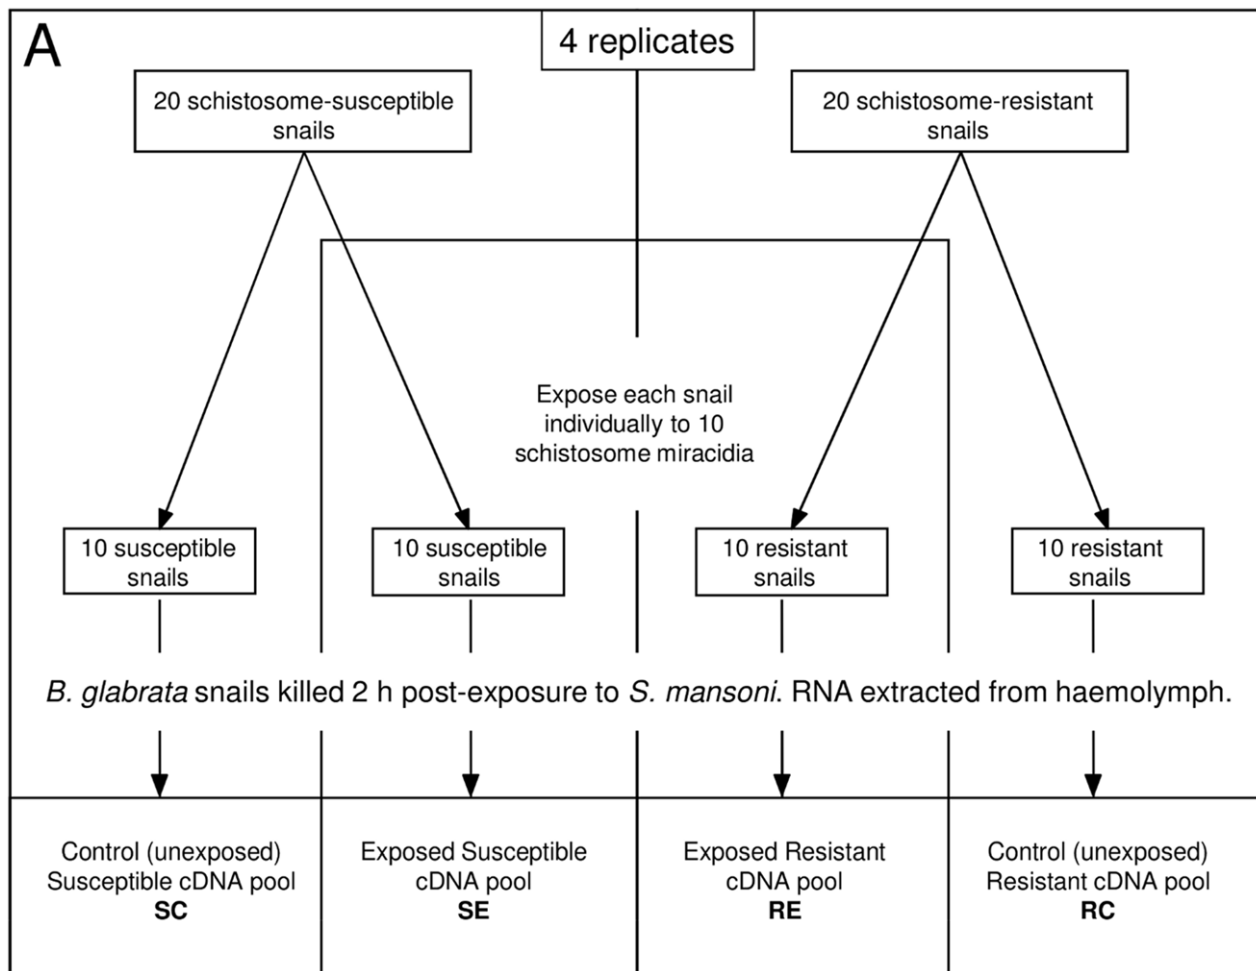 A
4 replicates
20 schistosome-susceptible
snails
20 schistosome-resistant
snails
Expose each snail
individually to 10
schistosome miracidia
10 susceptible
snails
10 susceptible
snails
10 resistant
snails
10 resistant
snails
B. glabrata snails killed 2 h post-exposure to S. mansoni. RNA extracted from haemolymph.
Control (unexposed)
Susceptible cDNA pool
SC
Exposed Susceptible
cDNA pool
SE
Exposed Resistant
cDNA pool
RE
Control (unexposed)
Resistant cDNA pool
RC